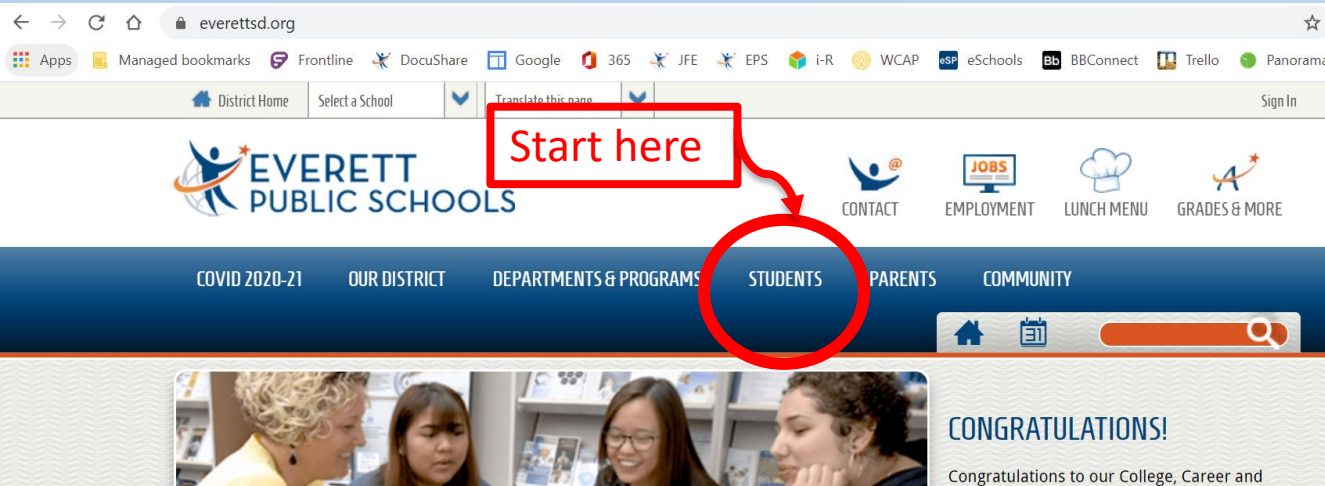 everettsd.org
Apps Managed bookmarks Frontline DocuShare Google 365 JFE EPS i-R WCAP eSP eSchools Bb BBConnect Trello Panorama
District Home Select a School Translate this page Sign In
Start here
EVERETT
PUBLIC SCHOOLS
@
JOBS
A
CONTACT EMPLOYMENT LUNCH MENU GRADES & MORE
COVID 2020-21 OUR DISTRICT DEPARTMENTS & PROGRAMS STUDENTS PARENTS COMMUNITY
31
CONGRATULATIONS!
Congratulations to our College, Career and